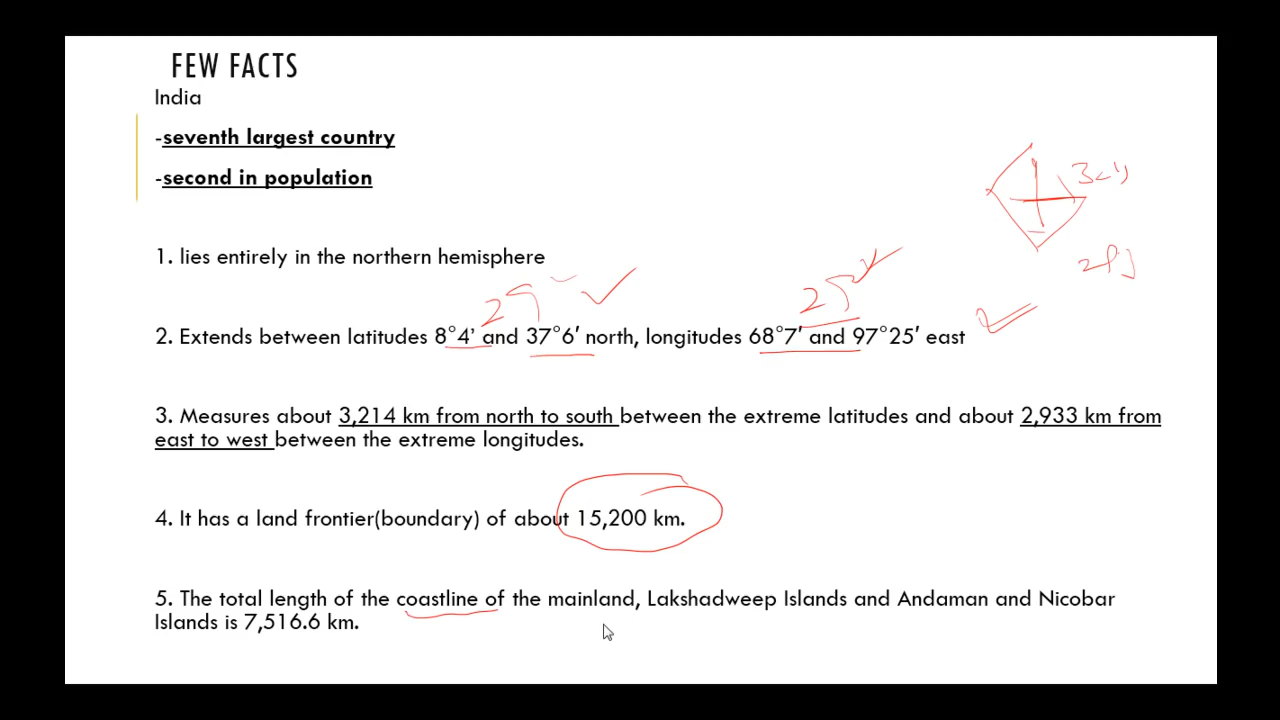 FEW FACTS
India
-seventh largest country
-second in population
1. lies entirely in the northern hemisphere
29 25
2. Extends between latitudes 8°4’ and 37°6′ north, longitudes 68°7′ and 97°25′ east
3. Measures about 3,214 km from north to south between the extreme latitudes and about 2,933 km from
east to west between the extreme longitudes.
4. It has a land frontier(boundary) of about 15,200 km.
5. The total length of the coastline of the mainland, Lakshadweep Islands and Andaman and Nicobar
Islands is 7,516.6 km.